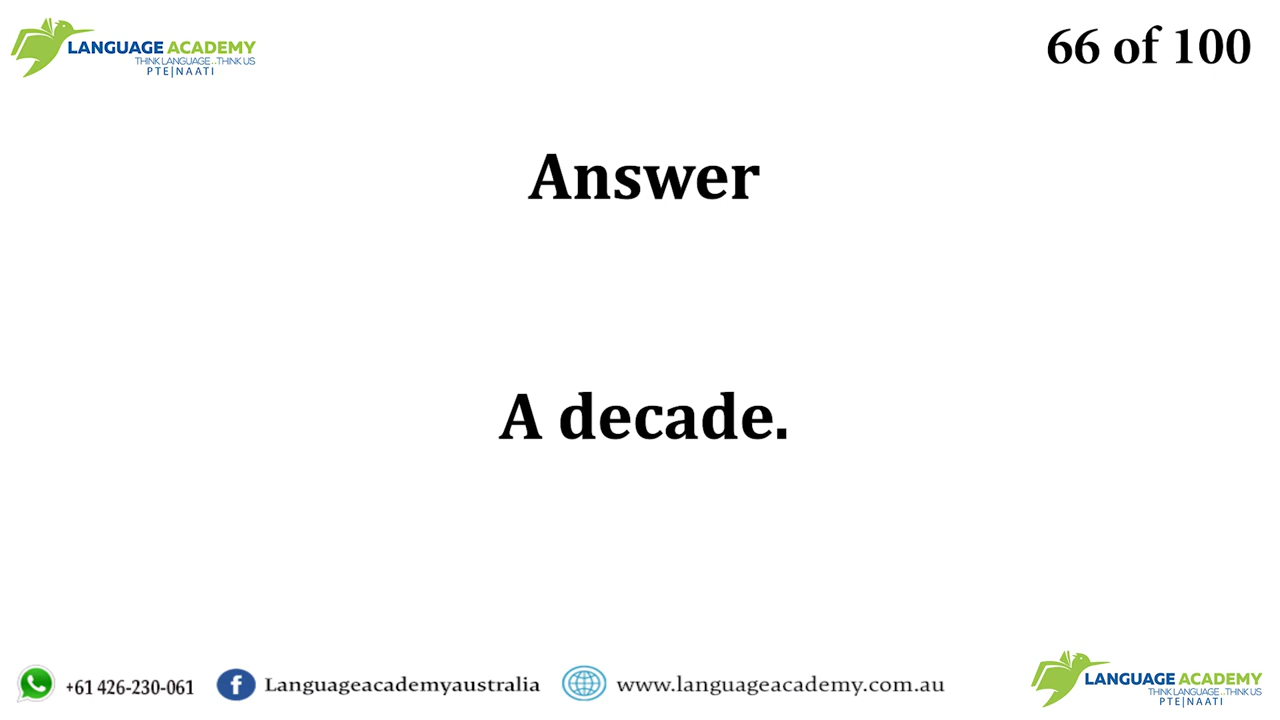 LANGUAGE ACADEMY
THINK LANGUAGE...THINK US
PTE|NAATI
66 of 100
Answer
A decade.
+61 426-230-061
Languageacademyaustralia
www.languageacademy.com.au
LANGUAGE ACADEMY
THINK LANGUAGE...THINK US
PTE|NAATI